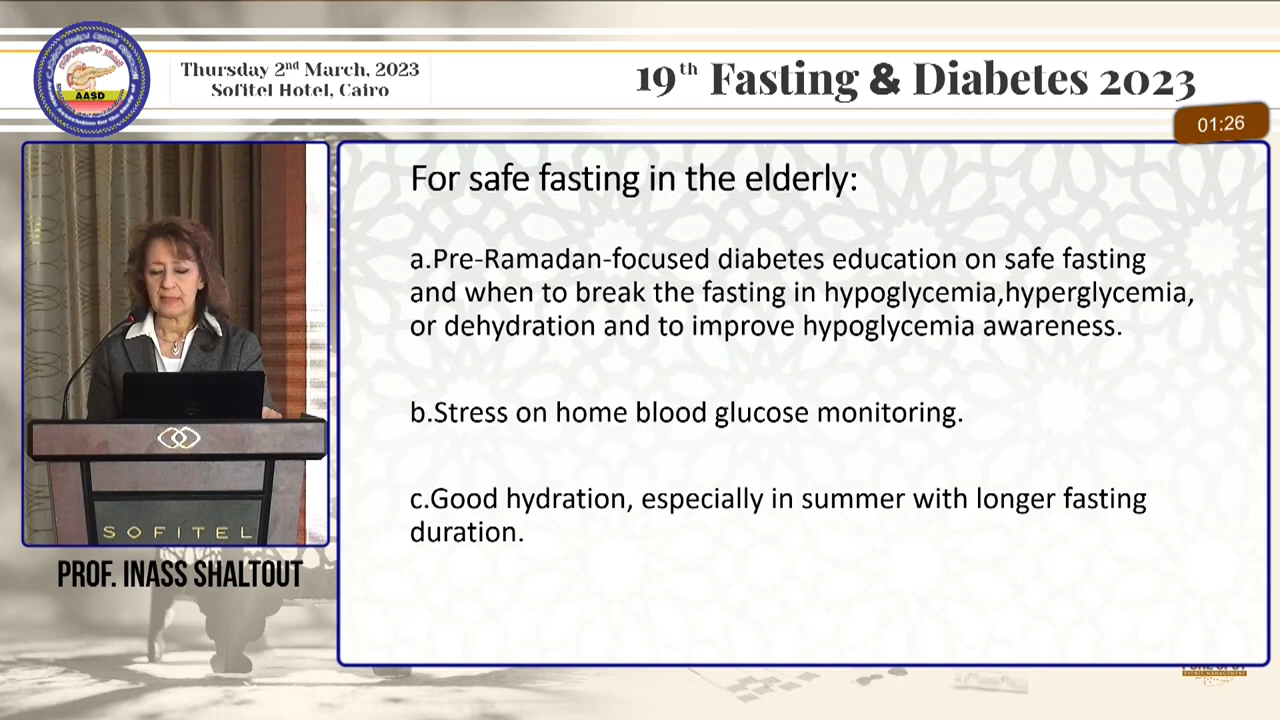 Thursday 2nd March, 2023
Sofitel Hotel, Cairo
19th Fasting & Diabetes 2023
AASD
01:26
For safe fasting in the elderly:
a.Pre-Ramadan-focused diabetes education on safe fasting
and when to break the fasting in hypoglycemia,hyperglycemia,
or dehydration and to improve hypoglycemia awareness.
b.Stress on home blood glucose monitoring.
c.Good hydration, especially in summer with longer fasting
duration.
SOFITEL
PROF. INASS SHALTOUT